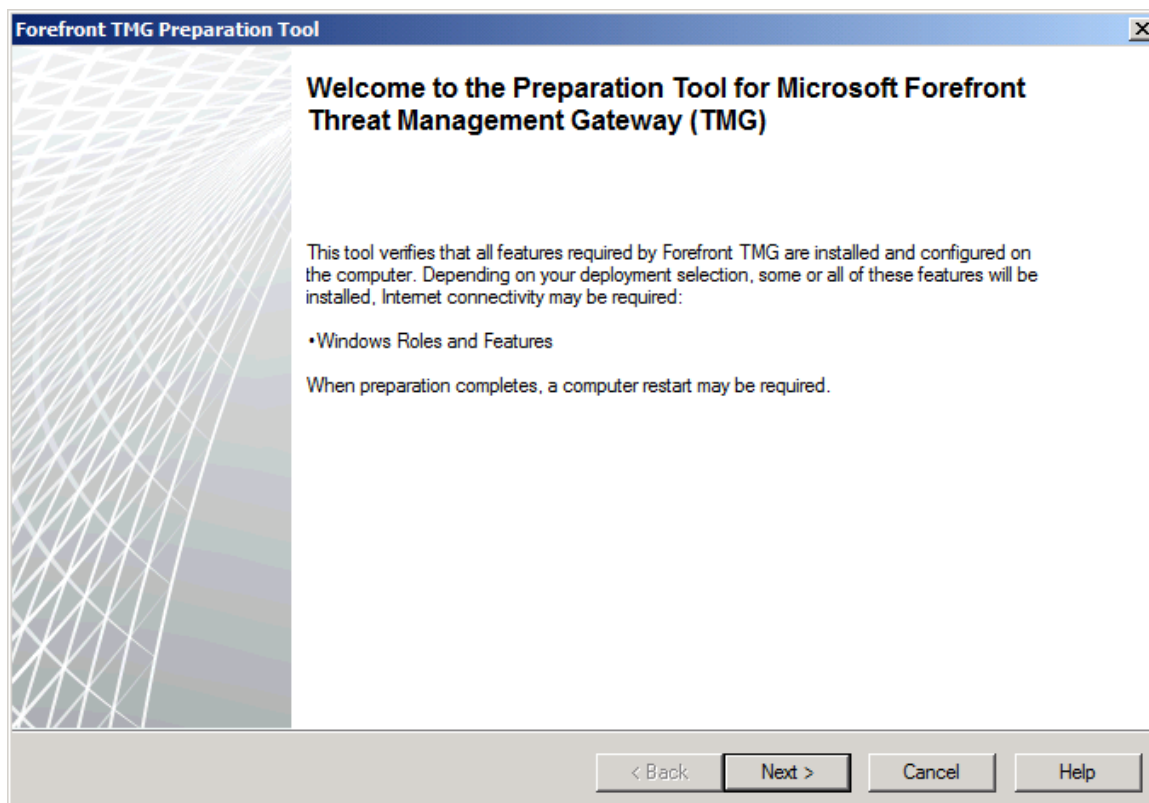 Forefront TMG Preparation Tool
Welcome to the Preparation Tool for Microsoft Forefront
Threat Management Gateway (TMG)
This tool verifies that all features required by Forefront TMG are installed and configured on
the computer. Depending on your deployment selection, some or all of these features will be
installed, Internet connectivity may be required:
•Windows Roles and Features
When preparation completes, a computer restart may be required.
< Back
Next >
Cancel
Help